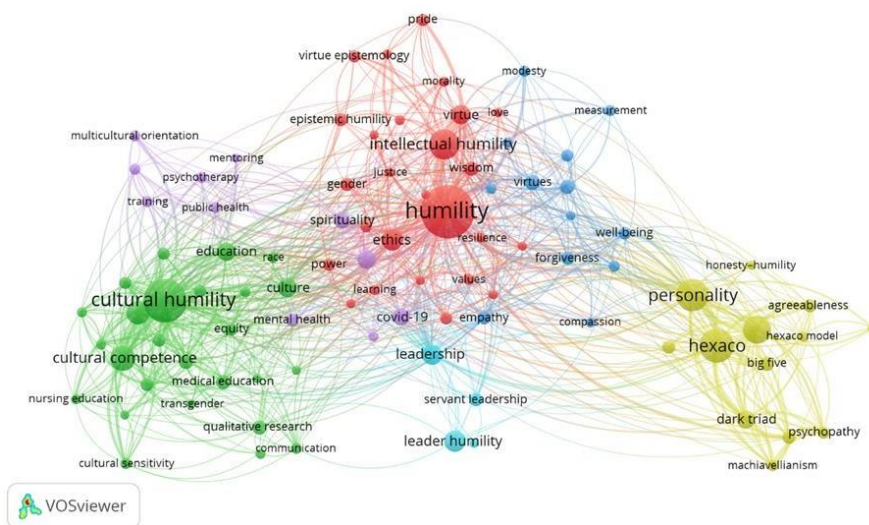 pride
virtue epistemology
modesty
morality
measurement
virtue
love
epistemic humility
multicultural orientation
intellectual humility
mentoring
wisdom
justice
psychotherapy
gender
virtues
training
public health
humility
spirituality
well-being
ethics
resilience
education
race
power
forgiveness
honesty-humility
values
culture
learning
personality
cultural humility
agreeableness
covid-19
empathy
mental health
compassion
equity
hexaco model
hexaco
cultural competence
leadership
big five
medical education
nursing education
transgender
servant leadership
dark triad
qualitative research
psychopathy
leader humility
communication
cultural sensitivity
machiavellianism
VOSviewer